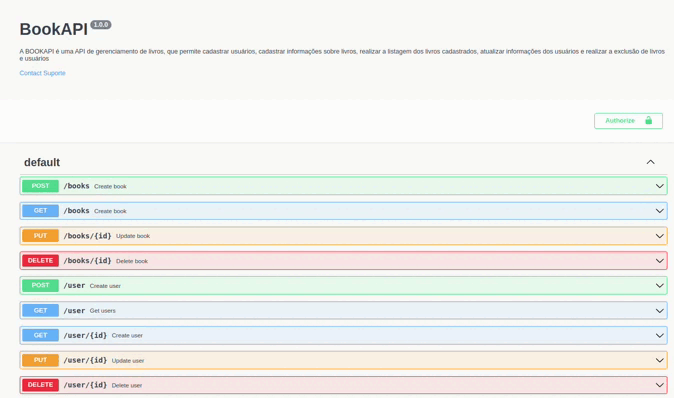 BookAPI 1.0.0
A BOOKAPI é uma API de gerenciamento de livros, que permite cadastrar usuários, cadastrar informações sobre livros, realizar a listagem dos livros cadastrados, atualizar informações dos usuários e realizar a exclusão de livros
e usuários
Contact Suporte
Authorize
default
POST /books Create book
GET /books Create book
PUT /books/{id} Update book
DELETE /books/{id} Delete book
POST /user Create user
GET /user Get users
GET /user/{id} Create user
PUT /user/{id} Update user
DELETE /user/{id} Delete user